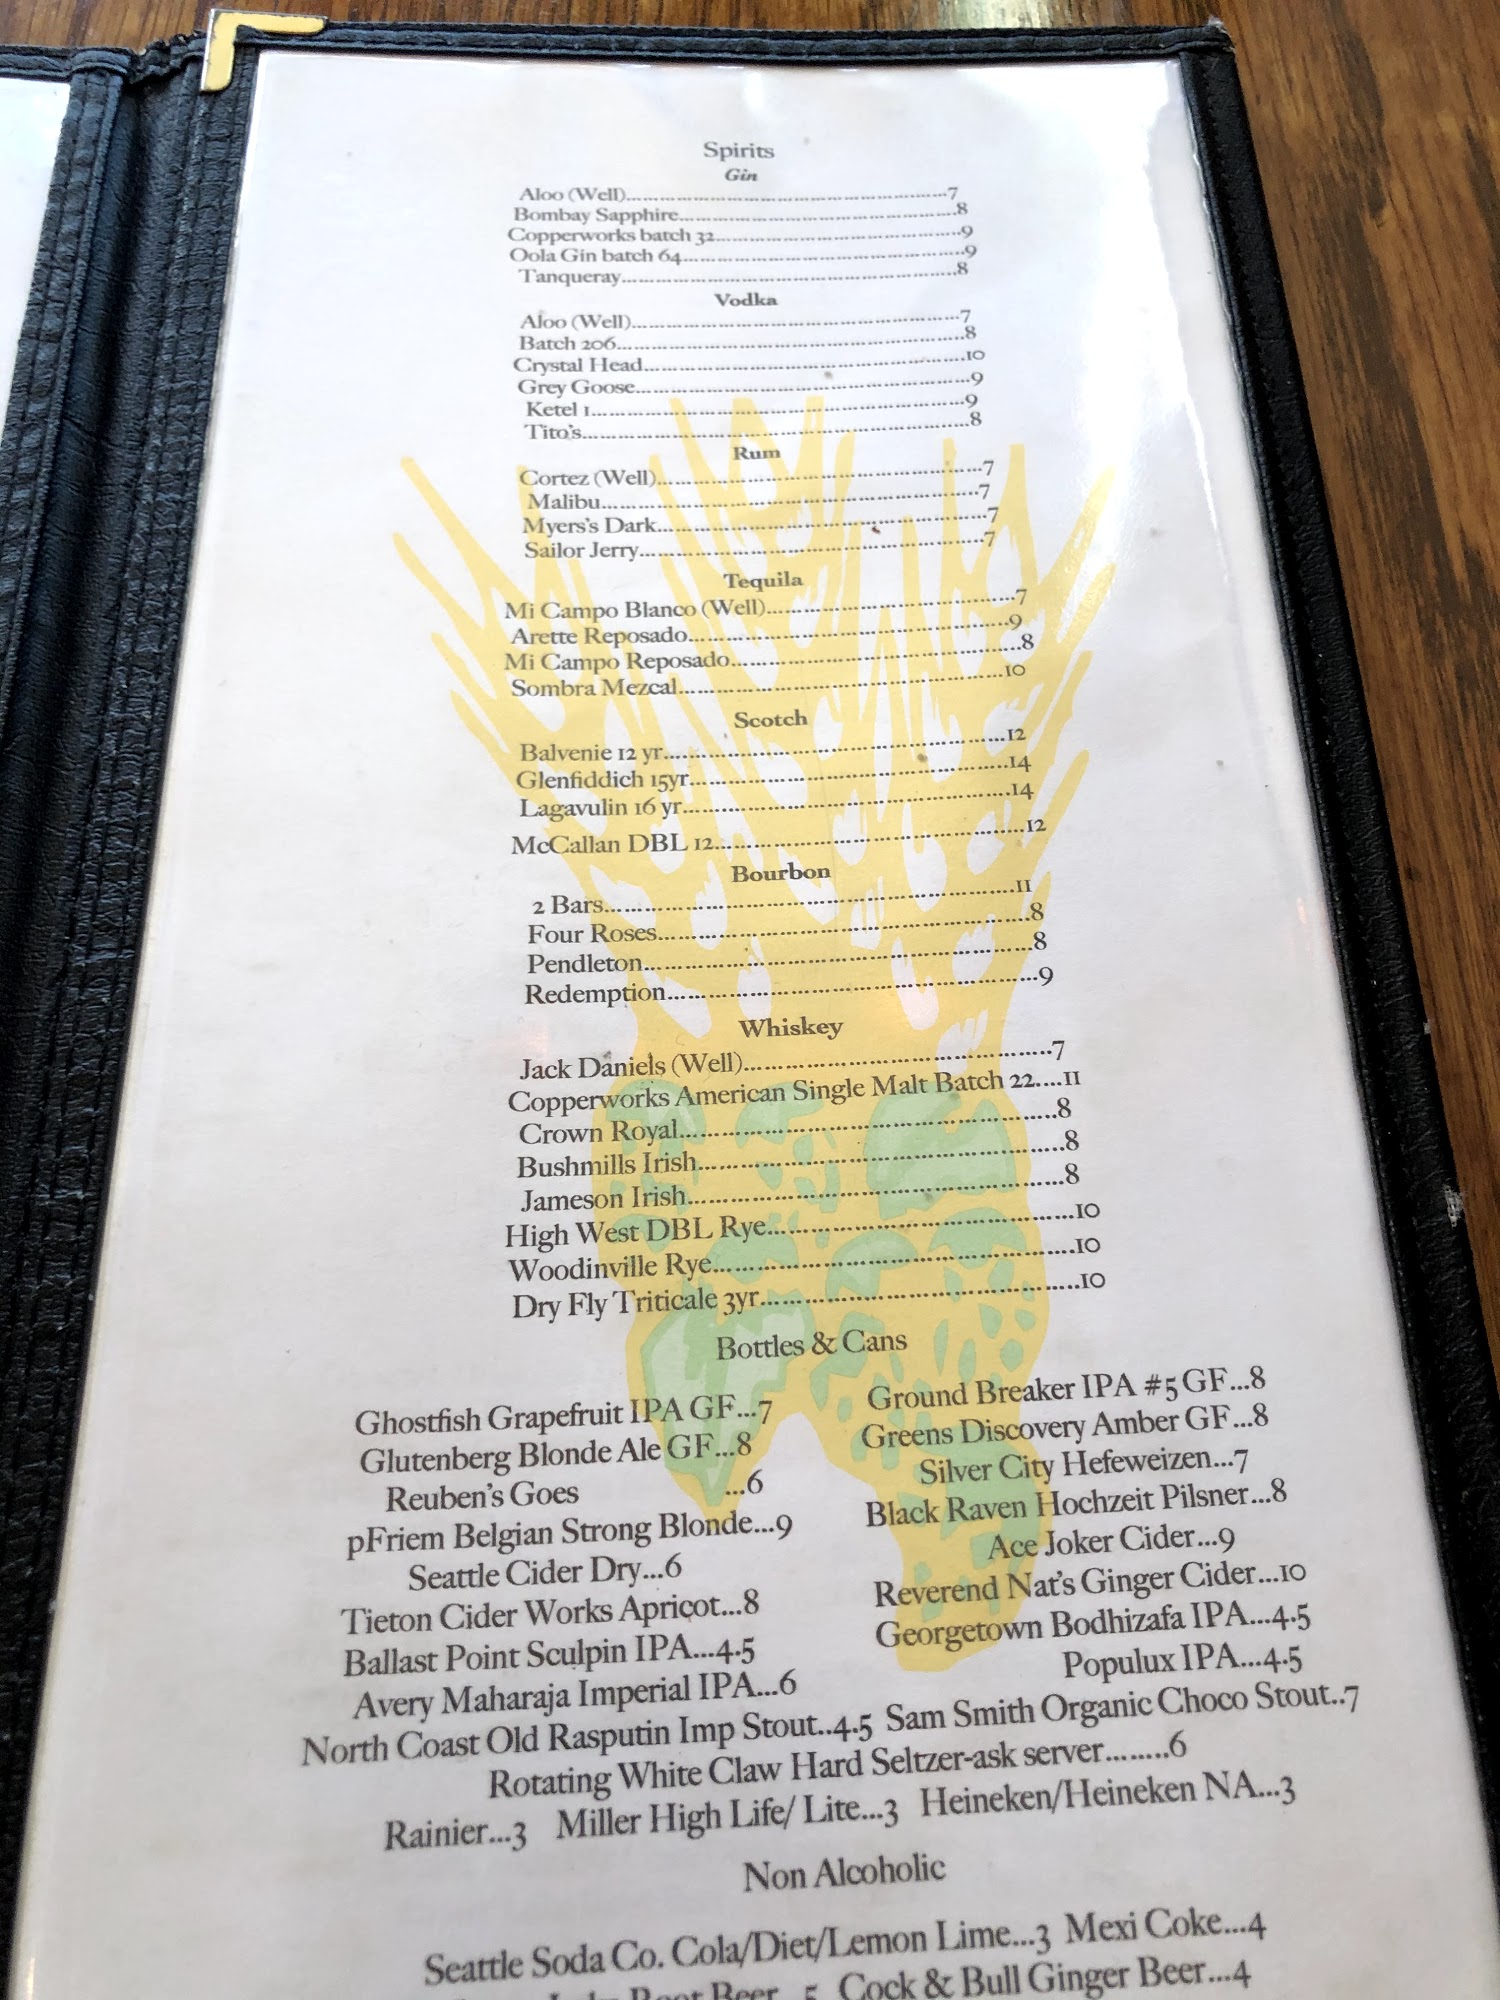 Spirits
Gin
Aloo (Well)...7
Bombay Sapphire...8
Copperworks batch 32...9
Oola Gin batch 64...9
Tanqueray...8
Vodka
Aloo (Well)...7
Batch 206...8
Crystal Head...10
Grey Goose...9
Ketel 1...9
Tito's...8
Rum
Cortez (Well)...7
Malibu...7
Myers's Dark...7
Sailor Jerry...7
Tequila
Mi Campo Blanco (Well)...7
Arette Reposado...9
Mi Campo Reposado...8
Sombra Mezcal...10
Scotch
Balvenie 12 yr...12
Glenfiddich 15yr...14
Lagavulin 16 yr...14
McCallan DBL 12...12
Bourbon
2 Bars...11
Four Roses...8
Pendleton...8
Redemption...9
Whiskey
Jack Daniels (Well)...7
Copperworks American Single Malt Batch 22....11
Crown Royal...8
Bushmills Irish...8
Jameson Irish...8
High West DBL Rye...10
Woodinville Rye...10
Dry Fly Triticale 3yr...10
Bottles & Cans
Ghostfish Grapefruit IPA GF...7
Glutenberg Blonde Ale GF...8
Reuben's Goes ...6
pFriem Belgian Strong Blonde...9
Seattle Cider Dry...6
Tieton Cider Works Apricot...8
Ballast Point Sculpin IPA...4.5
Avery Maharaja Imperial IPA...6
Ground Breaker IPA #5 GF...8
Greens Discovery Amber GF...8
Silver City Hefeweizen...7
Black Raven Hochzeit Pilsner...8
Ace Joker Cider...9
Reverend Nat's Ginger Cider...10
Georgetown Bodhizafa IPA...4.5
Populux IPA...4.5
North Coast Old Rasputin Imp Stout..4.5 Sam Smith Organic Choco Stout..7
Rotating White Claw Hard Seltzer-ask server........6
Rainier...3 Miller High Life/ Lite...3 Heineken/Heineken NA...3
Non Alcoholic
Seattle Soda Co. Cola/Diet/Lemon Lime...3 Mexi Coke...4
Root Beer...5 Cock & Bull Ginger Beer...4